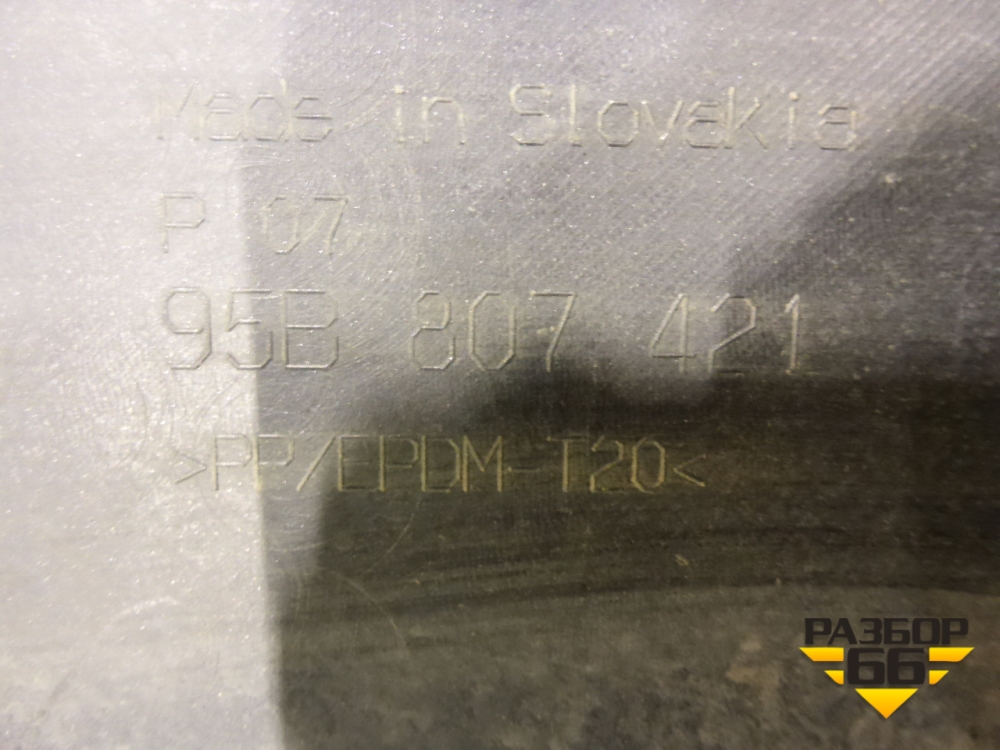 Made in Slovakia
P 07
95B 807 421
>PP/EPDM-T20<
РАЗБОР
66